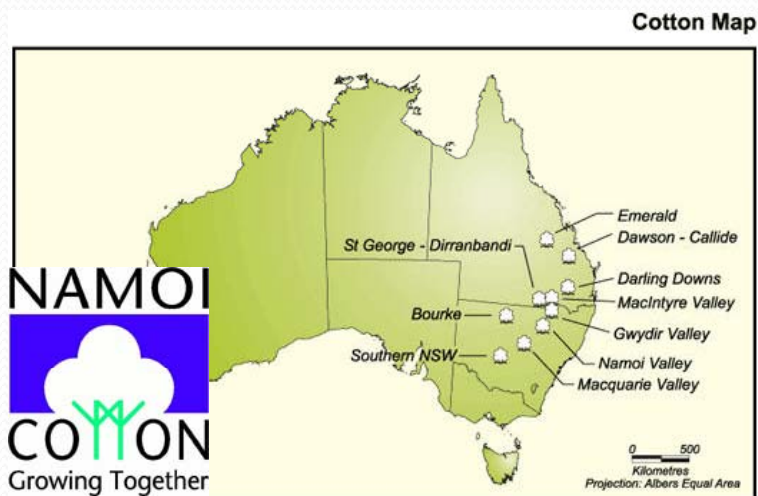 Cotton Map
Emerald
Dawson - Callide
St George - Dirranbandi
Darling Downs
MacIntyre Valley
Bourke
Gwydir Valley
Southern NSW
Namoi Valley
Macquarie Valley
NAMOI
COTTON
Growing Together
0 500
Kilometres
Projection: Albers Equal Area